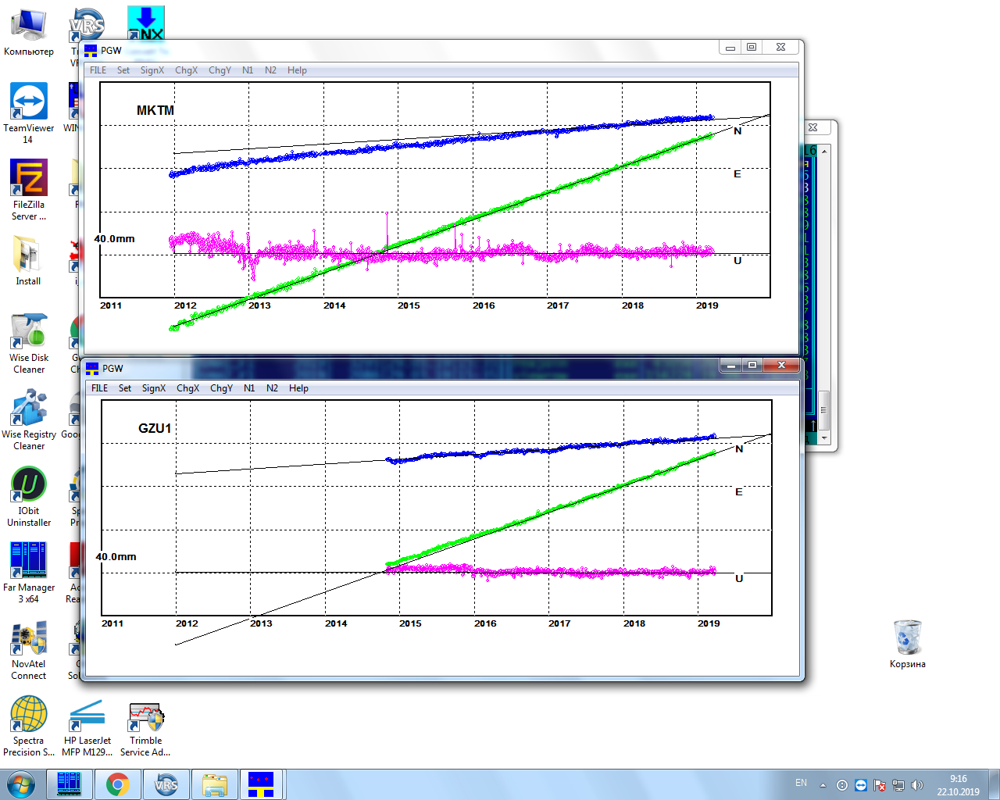 Компьютер
VRS
RNX
TeamViewer
14
FileZilla
Server ...
Install
Wise Disk
Cleaner
Wise Registry
Cleaner
IObit
Uninstaller
Far Manager
3 x64
NovAtel
Connect
Spectra
Precision S...
HP LaserJet
MFP M129...
Trimble
Service Ad...
PGW
FILE Set SignX ChgX ChgY N1 N2 Help
MKTM
N
E
40.0mm
U
2011 2012 2013 2014 2015 2016 2017 2018 2019
PGW
FILE Set SignX ChgX ChgY N1 N2 Help
GZU1
N
E
40.0mm
U
2011 2012 2013 2014 2015 2016 2017 2018 2019
Корзина
VRS
EN
9:16
22.10.2019